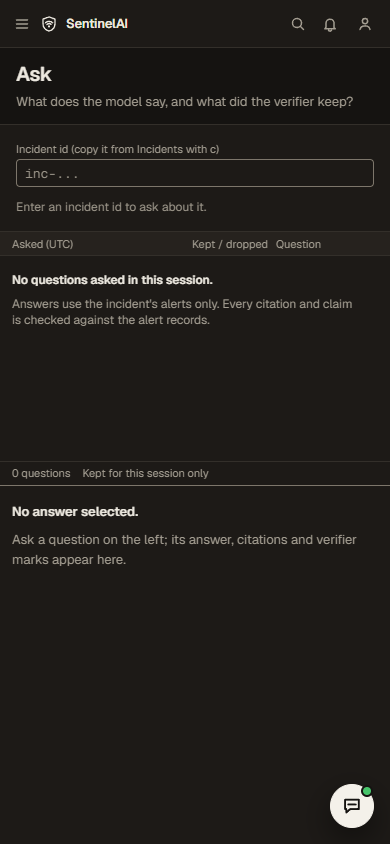 SentinelAI
Ask
What does the model say, and what did the verifier keep?
Incident id (copy it from Incidents with c)
inc-...
Enter an incident id to ask about it.
Asked (UTC) Kept / dropped Question
No questions asked in this session.
Answers use the incident's alerts only. Every citation and claim
is checked against the alert records.
0 questions Kept for this session only
No answer selected.
Ask a question on the left; its answer, citations and verifier
marks appear here.